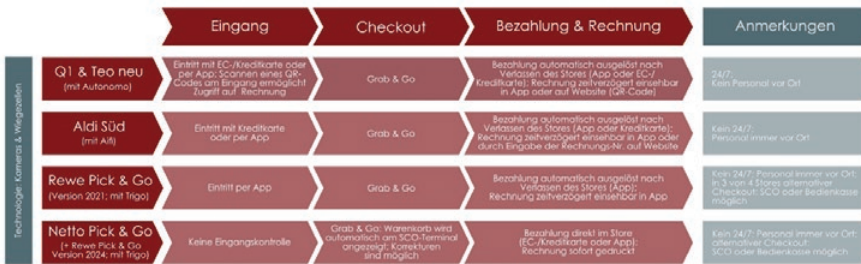 Eingang
Checkout
Bezahlung & Rechnung
Anmerkungen
Technologie: Kameras & Wiegezellen
Q1 & Teo neu
(mit Autonomo)
Eintritt mit EC-/Kreditkarte oder
per App; Scannen eines QR-
Codes am Eingang ermöglicht
Zugriff auf Rechnung
Grab & Go
Bezahlung automatisch ausgelöst nach
Verlassen des Stores (App oder EC-/
Kreditkarte); Rechnung zeitverzögert einsehbar
in App oder auf Website (QR-Code)
24/7;
Kein Personal vor Ort
Aldi Süd
(mit Aifi)
Eintritt mit Kreditkarte
oder per App
Grab & Go
Bezahlung automatisch ausgelöst nach
Verlassen des Stores (App oder Kreditkarte);
Rechnung zeitverzögert einsehbar in App oder
durch Eingabe der Rechnungs-Nr. auf Website
Kein 24/7;
Personal immer vor Ort
Rewe Pick & Go
(Version 2021; mit Trigo)
Eintritt per App
Grab & Go
Bezahlung automatisch ausgelöst nach
Verlassen des Stores (App);
Rechnung zeitverzögert einsehbar in App
Kein 24/7; Personal immer vor Ort;
in 3 von 4 Stores alternativer
Checkout: SCO oder Bedienkasse
möglich
Netto Pick & Go
(+ Rewe Pick & Go
Version 2024; mit Trigo)
Keine Eingangskontrolle
Grab & Go; Warenkorb wird
automatisch am SCO-Terminal
angezeigt; Korrekturen
sind möglich
Bezahlung direkt im Store
(EC-/Kreditkarte oder App);
Rechnung sofort gedruckt
Kein 24/7; Personal immer vor Ort;
alternativer Checkout:
SCO oder Bedienkasse möglich